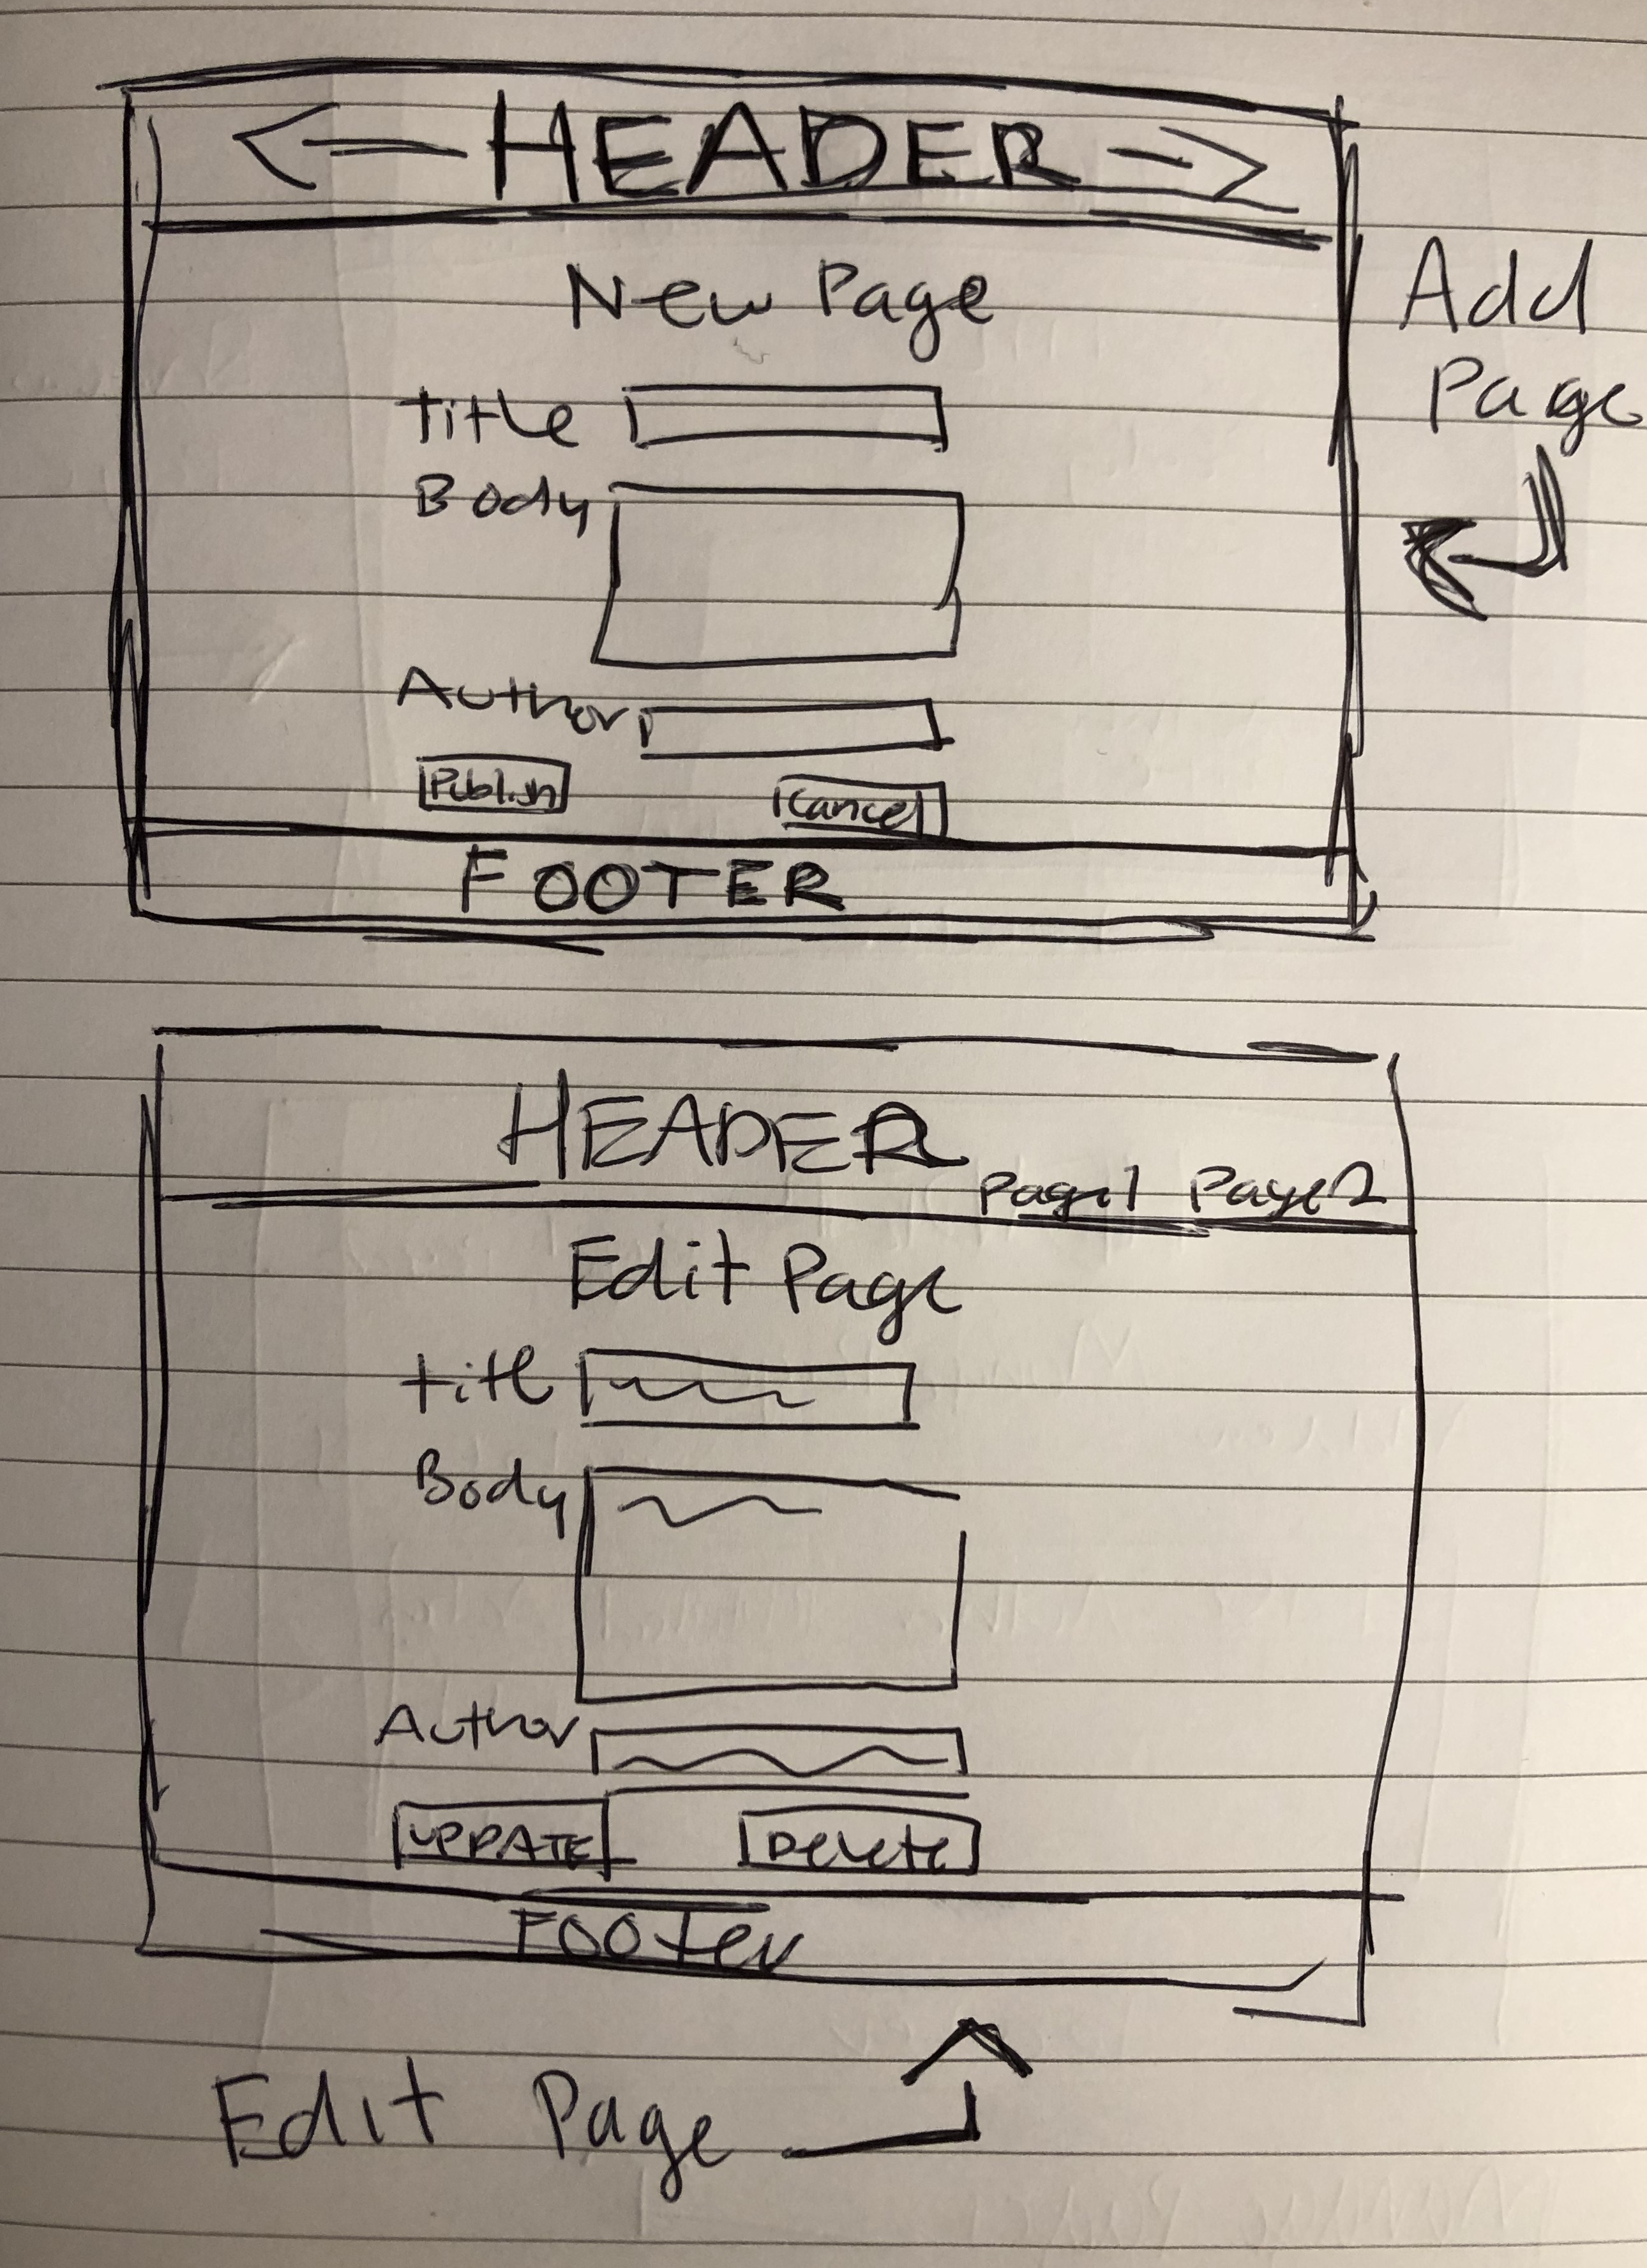 HEADER
New Page
Add
Page
Title
Body
Author
Publish Cancel
FOOTER
HEADER
Page1 Page2
Edit Page
title
Body
Author
UPDATE Delete
Footer
Edit Page